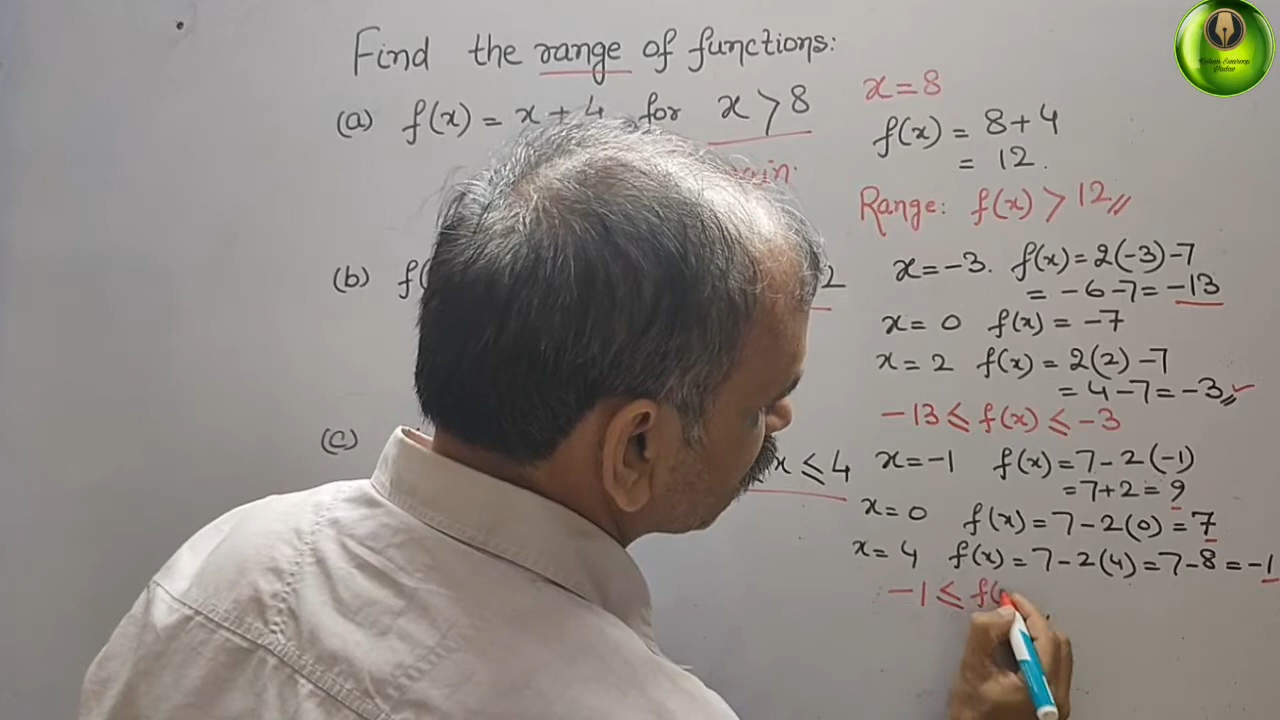 Find the range of functions:
(a) f(x) = x + 4, for x > 8
x = 8
f(x) = 8 + 4
= 12.
Range: f(x) > 12
(b) f 2
x = -3. f(x) = 2(-3) - 7
= -6 - 7 = -13
x = 0 f(x) = -7
x = 2 f(x) = 2(2) - 7
= 4 - 7 = -3
-13 ≤ f(x) ≤ -3
(c) x ≤ 4
x = -1 f(x) = 7 - 2(-1)
= 7 + 2 = 9
x = 0 f(x) = 7 - 2(0) = 7
x = 4 f(x) = 7 - 2(4) = 7 - 8 = -1
-1 ≤ f(